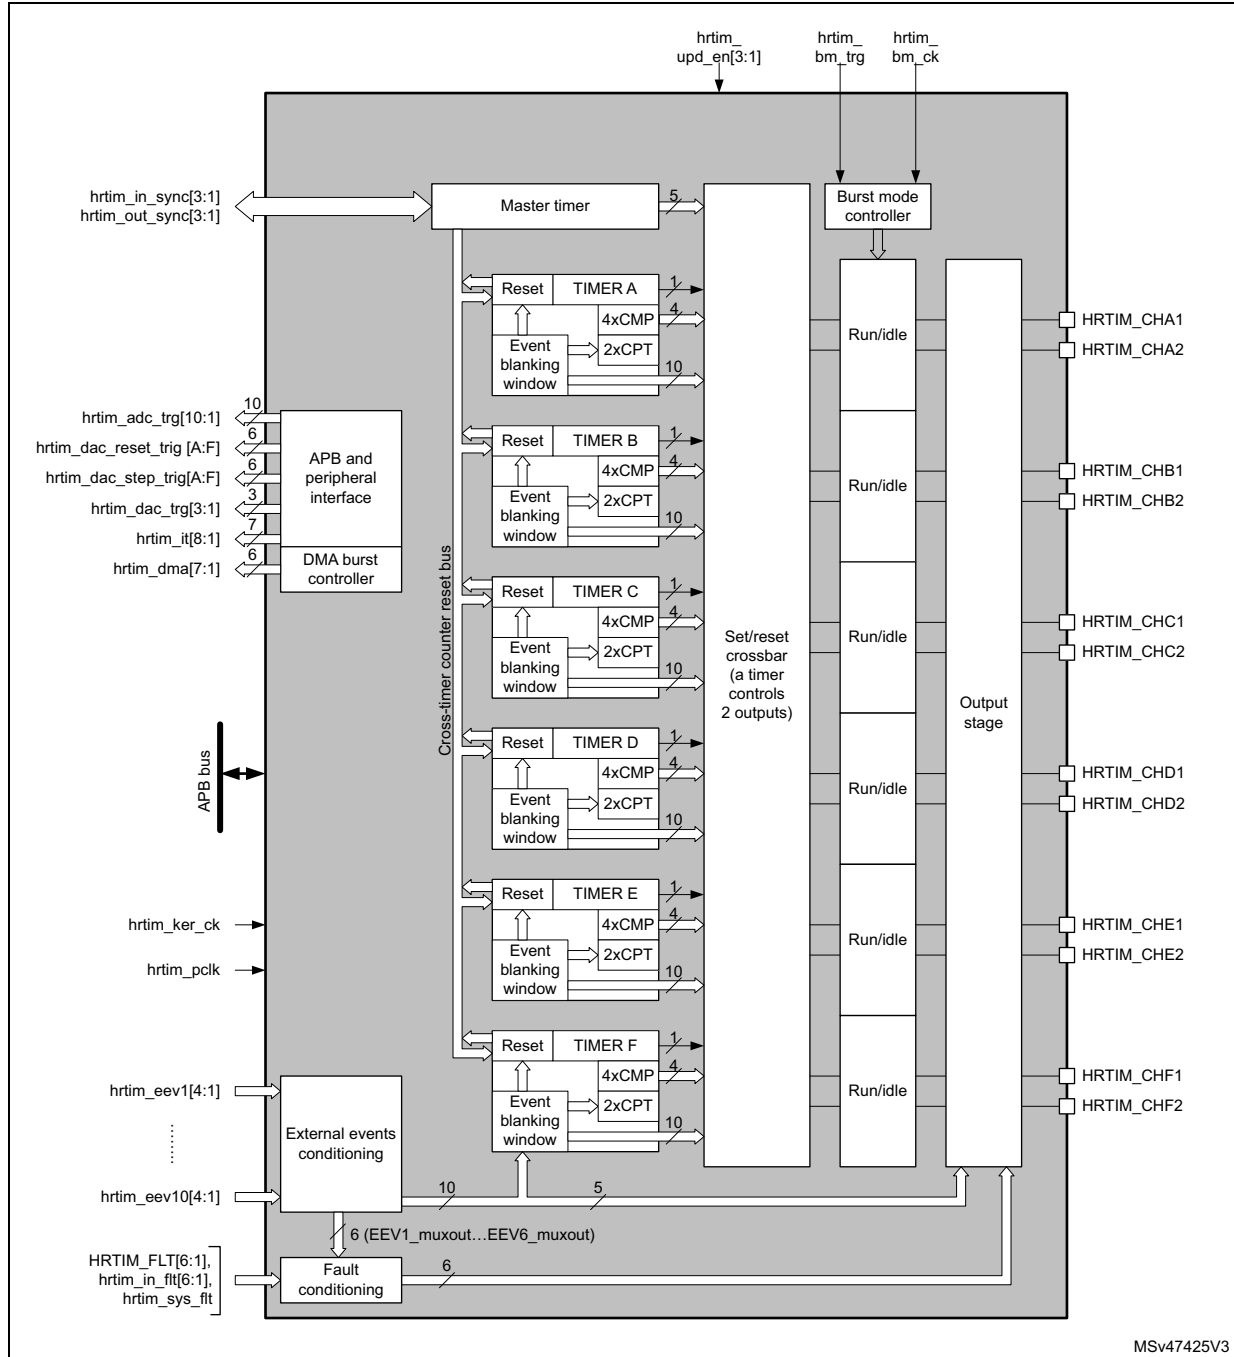 hrtim_
upd_en[3:1]
hrtim_
bm_trg
hrtim_
bm_ck
hrtim_in_sync[3:1]
hrtim_out_sync[3:1]
Master timer
5
Burst mode
controller
Reset
TIMER A
1
4xCMP
4
Event
blanking
window
2xCPT
10
Run/idle
HRTIM_CHA1
HRTIM_CHA2
hrtim_adc_trg[10:1]
10
hrtim_dac_reset_trig [A:F]
6
hrtim_dac_step_trig[A:F]
6
hrtim_dac_trg[3:1]
3
hrtim_it[8:1]
7
hrtim_dma[7:1]
6
APB and
peripheral
interface
DMA burst
controller
Cross-timer counter reset bus
Reset
TIMER B
1
4xCMP
4
Event
blanking
window
2xCPT
10
Run/idle
HRTIM_CHB1
HRTIM_CHB2
Reset
TIMER C
1
4xCMP
4
Event
blanking
window
2xCPT
10
Set/reset
crossbar
(a timer
controls
2 outputs)
Run/idle
Output
stage
HRTIM_CHC1
HRTIM_CHC2
APB bus
Reset
TIMER D
1
4xCMP
4
Event
blanking
window
2xCPT
10
Run/idle
HRTIM_CHD1
HRTIM_CHD2
hrtim_ker_ck
hrtim_pclk
Reset
TIMER E
1
4xCMP
4
Event
blanking
window
2xCPT
10
Run/idle
HRTIM_CHE1
HRTIM_CHE2
Reset
TIMER F
1
4xCMP
4
Event
blanking
window
2xCPT
10
Run/idle
HRTIM_CHF1
HRTIM_CHF2
hrtim_eev1[4:1]
hrtim_eev10[4:1]
External events
conditioning
10
5
6 (EEV1_muxout…EEV6_muxout)
HRTIM_FLT[6:1],
hrtim_in_flt[6:1],
hrtim_sys_flt
Fault
conditioning
6
MSv47425V3